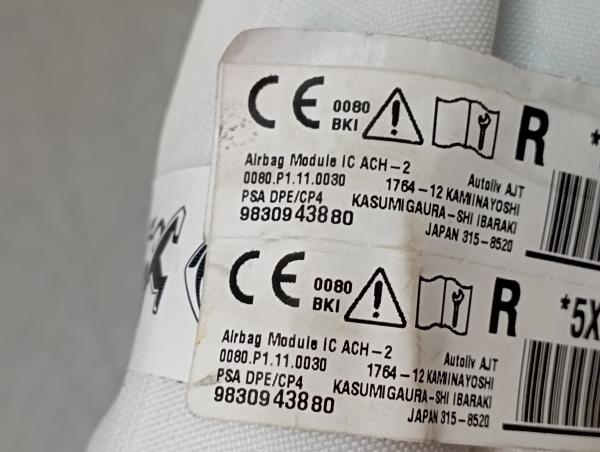 CE 0080 BKI R *
Airbag Module IC ACH-2 Autoliv AJT
0080.P1.11.0030 1764-12 KAMINAYOSHI
PSA DPE/CP4 KASUMIGAURA-SHI IBARAKI
9830943880 JAPAN 315-8520
CE 0080 BKI R *5X
Airbag Module IC ACH-2 Autoliv AJT
0080.P1.11.0030 1764-12 KAMINAYOSHI
PSA DPE/CP4 KASUMIGAURA-SHI IBARAKI
9830943880 JAPAN 315-8520